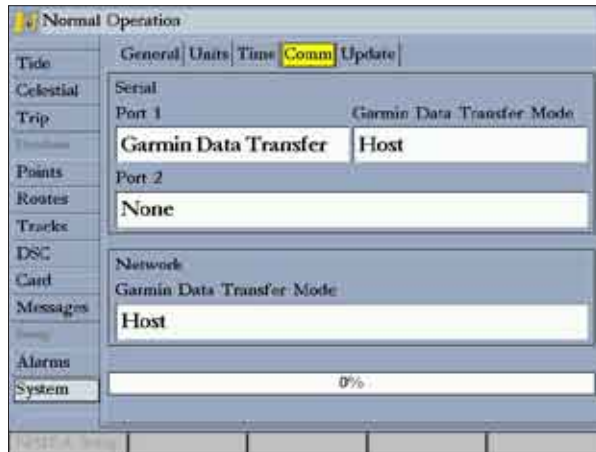 Normal Operation
General Units Time Comm Update
Tide
Celestial
Trip
Points
Routes
Tracks
DSC
Card
Messages
Alarms
System
Serial
Port 1
Garmin Data Transfer Mode
Garmin Data Transfer
Host
Port 2
None
Network
Garmin Data Transfer Mode
Host
0%